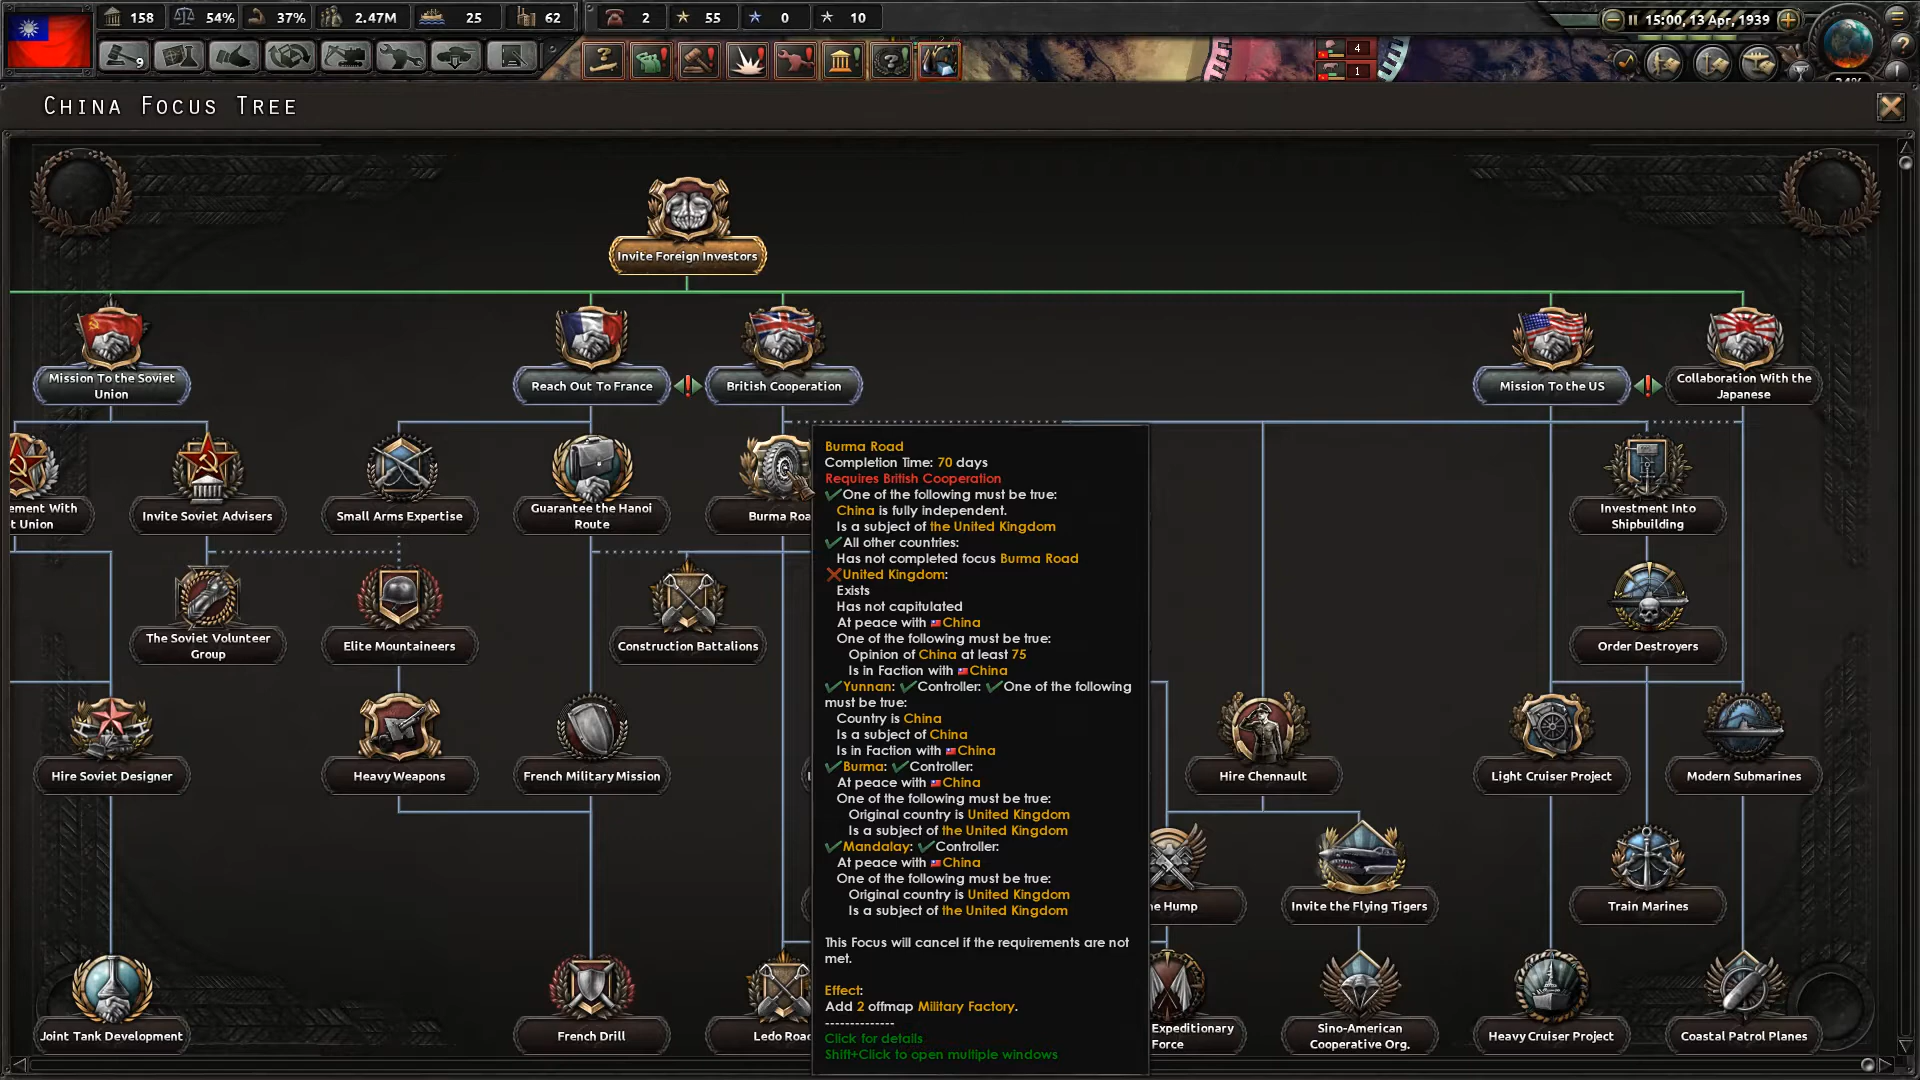 158
54%
37%
2.47M
25
62
2
55
0
10
15:00, 13 Apr, 1939
9
4
1
China Focus Tree
Invite Foreign Investors
Mission To the Soviet
Union
Reach Out To France
British Cooperation
Mission To the US
Collaboration With the
Japanese
ement With
t Union
Invite Soviet Advisers
Small Arms Expertise
Guarantee the Hanoi
Route
Burma Roa
Investment Into
Shipbuilding
The Soviet Volunteer
Group
Elite Mountaineers
Construction Battalions
Order Destroyers
Hire Soviet Designer
Heavy Weapons
French Military Mission
Hire Chennault
Light Cruiser Project
Modern Submarines
he Hump
Invite the Flying Tigers
Train Marines
Joint Tank Development
French Drill
Ledo Road
Expeditionary
Force
Sino-American
Cooperative Org.
Heavy Cruiser Project
Coastal Patrol Planes
Burma Road
Completion Time: 70 days
Requires British Cooperation
One of the following must be true:
China is fully independent.
Is a subject of the United Kingdom
All other countries:
Has not completed focus Burma Road
United Kingdom:
Exists
Has not capitulated
At peace with China
One of the following must be true:
Opinion of China at least 75
Is in Faction with China
Yunnan: Controller: One of the following
must be true:
Country is China
Is a subject of China
Is in Faction with China
Burma: Controller:
At peace with China
One of the following must be true:
Original country is United Kingdom
Is a subject of the United Kingdom
Mandalay: Controller:
At peace with China
One of the following must be true:
Original country is United Kingdom
Is a subject of the United Kingdom
This Focus will cancel if the requirements are not
met.
Effect:
Add 2 offmap Military Factory.
--------------
Click for details
Shift+Click to open multiple windows